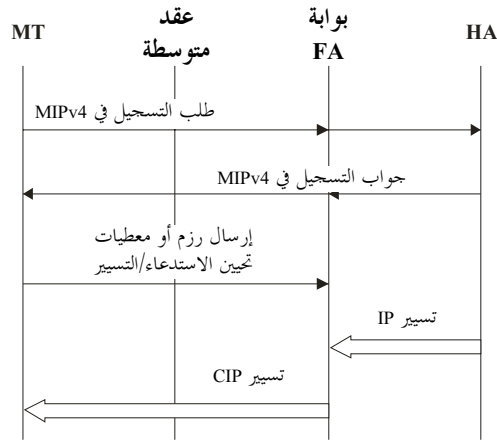 MT
عقد
متوسطة
بوابة
FA
HA
طلب التسجيل في MIPv4
جواب التسجيل في MIPv4
إرسال رزم أو معطيات
تحيين الاستدعاء/التسيير
تسيير IP
تسيير CIP